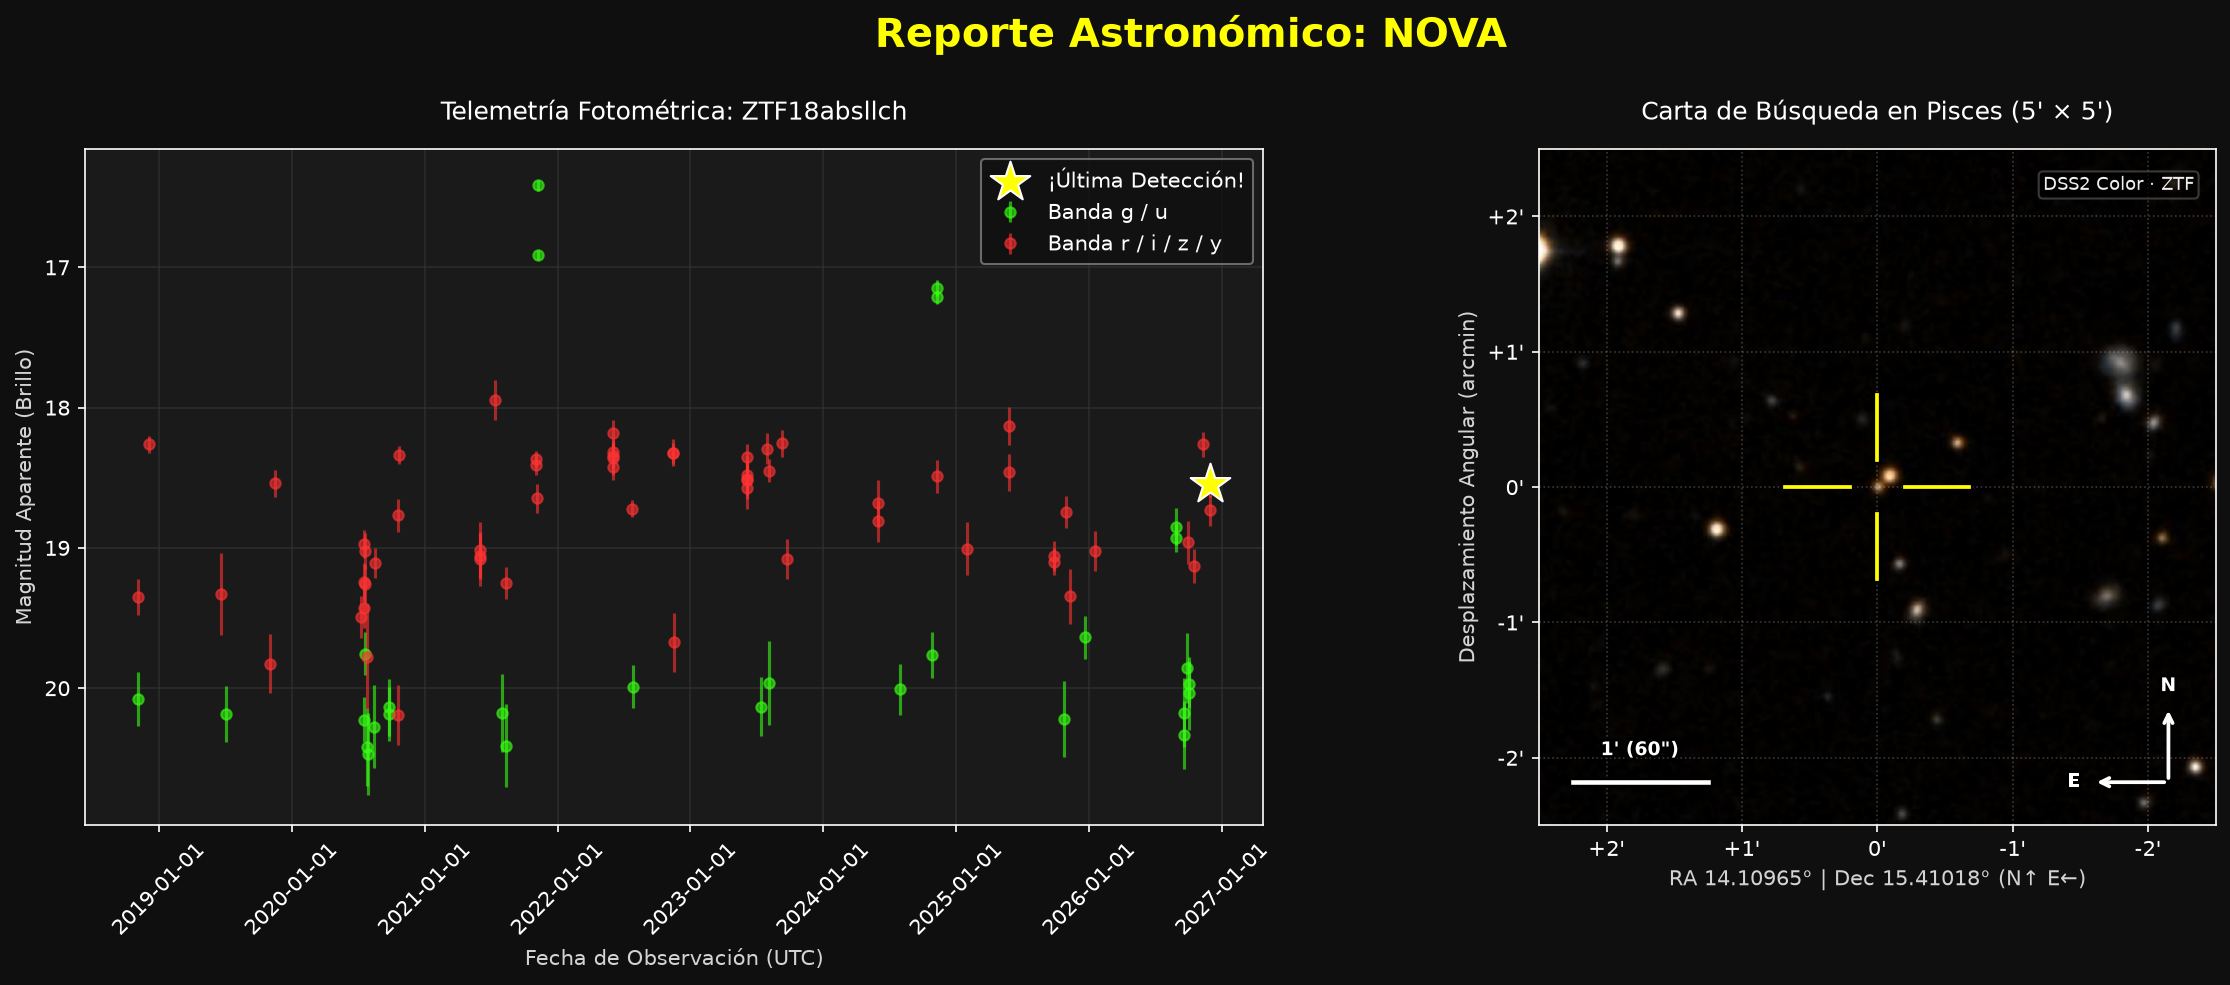 Reporte Astronómico: NOVA
Telemetría Fotométrica: ZTF18absllch
¡Última Detección!
Banda g / u
Banda r / i / z / y
Magnitud Aparente (Brillo)
17
18
19
20
2019-01-01
2020-01-01
2021-01-01
2022-01-01
2023-01-01
2024-01-01
2025-01-01
2026-01-01
2027-01-01
Fecha de Observación (UTC)
Carta de Búsqueda en Pisces (5' × 5')
DSS2 Color · ZTF
Desplazamiento Angular (arcmin)
+2'
+1'
0'
-1'
-2'
N
E
1' (60")
+2'
+1'
0'
-1'
-2'
RA 14.10965° | Dec 15.41018° (N↑ E←)